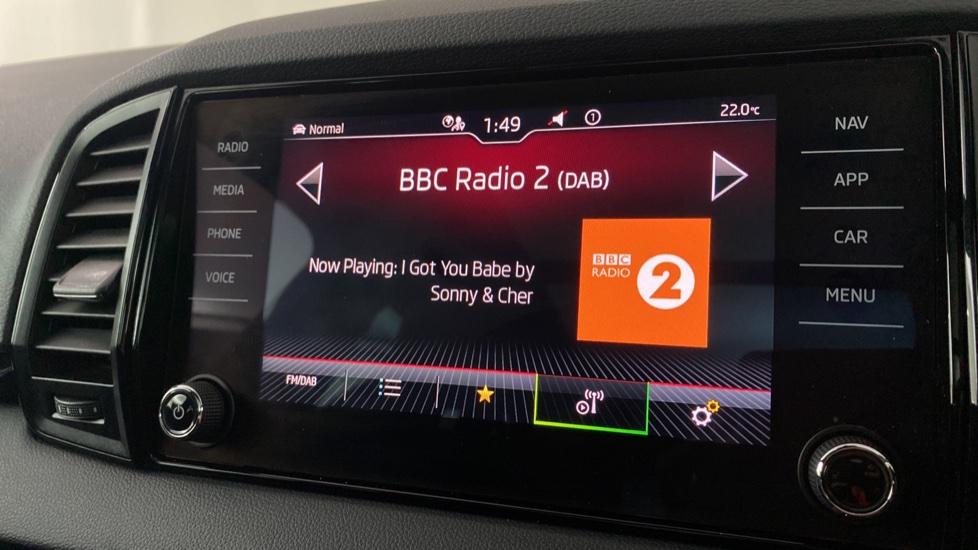 Normal 1:49 1 22.0°C
BBC Radio 2 (DAB)
Now Playing: I Got You Babe by
Sonny & Cher
BBC
RADIO 2
FM/DAB
RADIO
MEDIA
PHONE
VOICE
NAV
APP
CAR
MENU